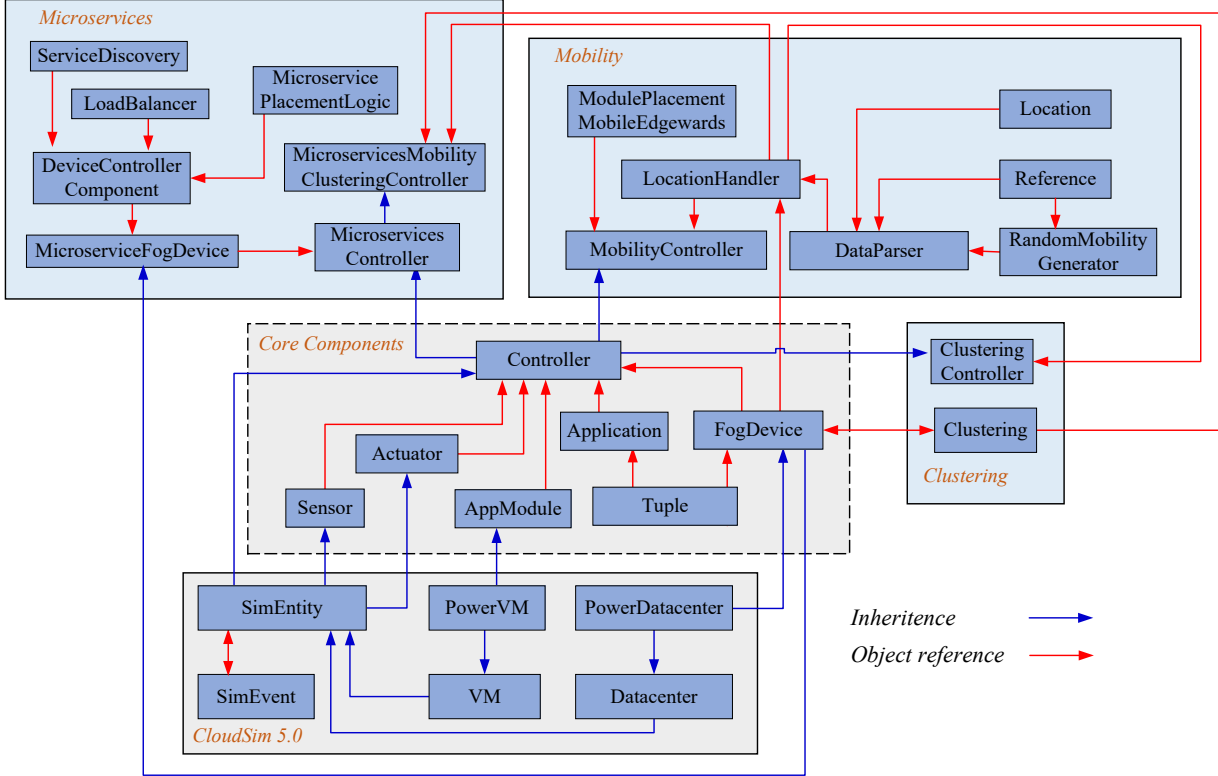 Microservices
ServiceDiscovery
LoadBalancer
Microservice
PlacementLogic
DeviceController
Component
MicroservicesMobility
ClusteringController
MicroserviceFogDevice
Microservices
Controller
Mobility
ModulePlacement
MobileEdgewards
Location
LocationHandler
Reference
MobilityController
DataParser
RandomMobility
Generator
Core Components
Controller
Application
FogDevice
Actuator
Sensor
AppModule
Tuple
Clustering
Controller
Clustering
Clustering
SimEntity
PowerVM
PowerDatacenter
SimEvent
VM
Datacenter
CloudSim 5.0
Inheritence
Object reference